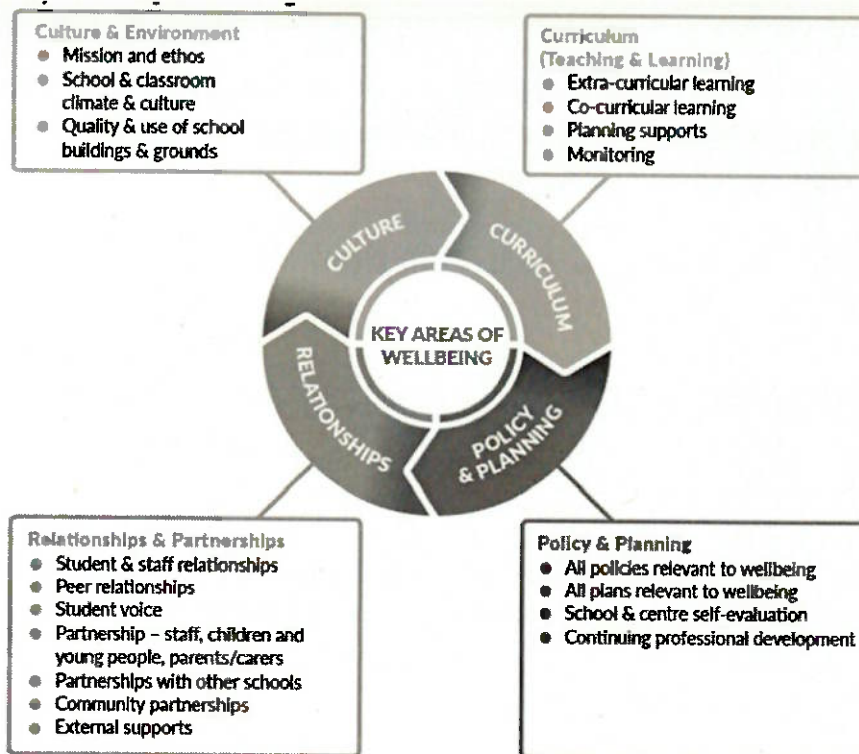 Culture & Environment
Mission and ethos
School & classroom
climate & culture
Quality & use of school
buildings & grounds
Curriculum
(Teaching & Learning)
Extra-curricular learning
Co-curricular learning
Planning supports
Monitoring
CULTURE
CURRICULUM
KEY AREAS OF
WELLBEING
RELATIONSHIPS
POLICY
& PLANNING
Relationships & Partnerships
Student & staff relationships
Peer relationships
Student voice
Partnership – staff, children and
young people, parents/carers
Partnerships with other schools
Community partnerships
External supports
Policy & Planning
All policies relevant to wellbeing
All plans relevant to wellbeing
School & centre self-evaluation
Continuing professional development